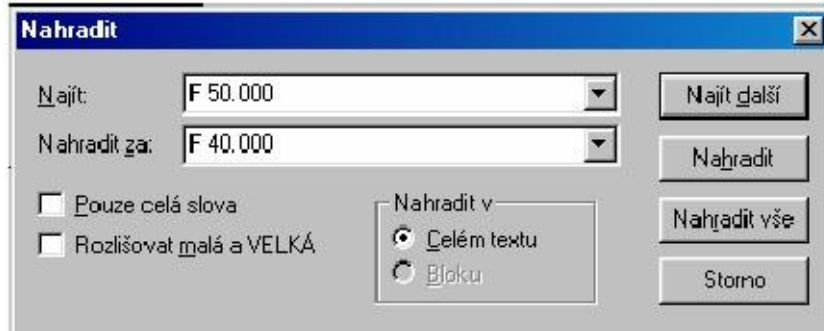 Nahradit
Najít: F 50.000 Najít další
Nahradit za: F 40.000 Nahradit
Pouze celá slova Nahradit v Nahradit vše
Rozlišovat malá a VELKÁ Celém textu
Bloku Storno